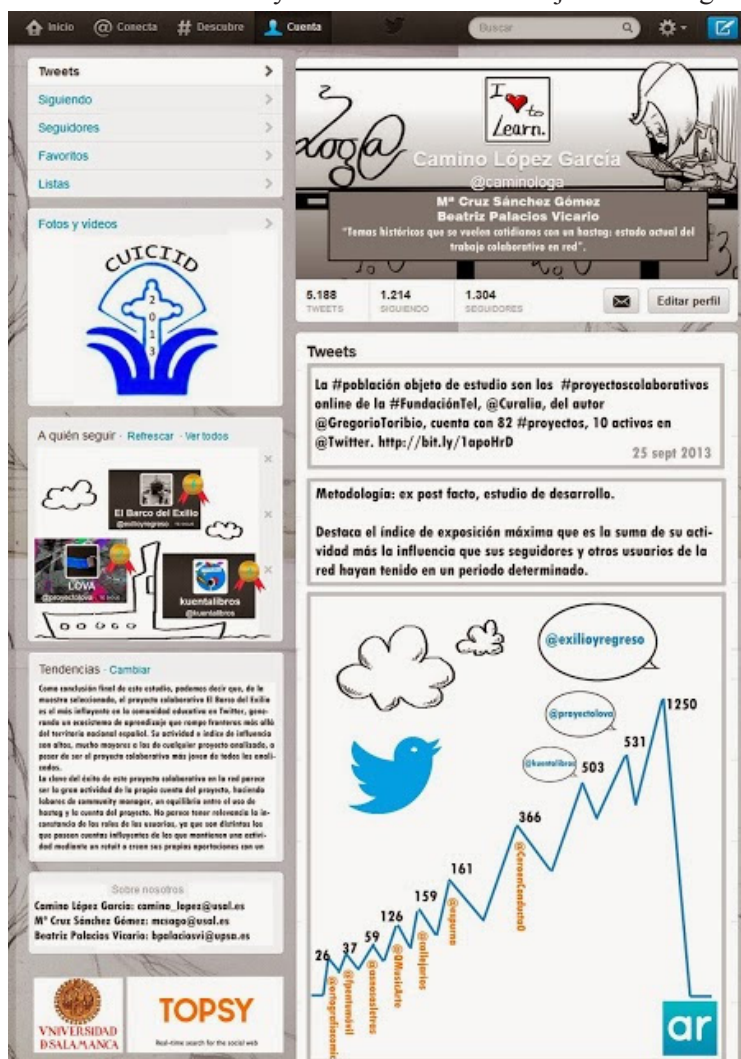 Inicio
Conecta
Descubre
Cuenta
Buscar
Tweets
Siguiendo
Seguidores
Favoritos
Listas
Fotos y vídeos
CUICIID
2013
I
to
Learn.
log@
Camino López García
@caminologa
Mª Cruz Sánchez Gómez
Beatriz Palacios Vicario
"Temas históricos que se vuelen cotidianos con un hastag: estado actual del
trabajo colaborativo en red".
5.188
TWEETS
1.214
SIGUIENDO
1.304
SEGUIDORES
Editar perfil
A quién seguir · Refrescar · Ver todos
El Barco del Exilio
@exilioyregreso
LOVA
@proyectolova
kuentalibros
@kuentalibros
Tendencias · Cambiar
Como conclusión final de este estudio, podemos decir que, de la
muestra seleccionada, el proyecto colaborativo El Barco del Exilio
es el más influyente en la comunidad educativa en Twitter, gene-
rando un ecosistema de aprendizaje que rompe fronteras más allá
del territorio nacional español. Su actividad e índice de influencia
son altos, mucho mayores a los de cualquier proyecto analizado, a
pesar de ser el proyecto colaborativo más joven de todos los anali-
zados.
La clave del éxito de este proyecto colaborativo en la red parece
ser la gran actividad de la propia cuenta del proyecto, haciendo
labores de community manager, un equilibrio entre el uso de
hastag y la cuenta del proyecto. No parece tener relevancia la in-
constancia de los roles de los usuarios, ya que son distintos los
que poseen cuentas influyentes de los que mantienen una activi-
dad mediante un retuit o crean sus propias aportaciones con un
Sobre nosotros
Camino López García: camino_lopez@usal.es
Mª Cruz Sánchez Gómez: mcsago@usal.es
Beatriz Palacios Vicario: bpalaciosvi@upsa.es
VNIVERSIDAD
D SALAMANCA
TOPSY
Real-time search for the social web
Tweets
La #población objeto de estudio son los #proyectoscolaborativos
online de la #FundaciónTel, @Curalia, del autor
@GregorioToribio, cuenta con 82 #proyectos, 10 activos en
@Twitter. http://bit.ly/1apoHrD
25 sept 2013
Metodología: ex post facto, estudio de desarrollo.
Destaca el índice de exposición máxima que es la suma de su acti-
vidad más la influencia que sus seguidores y otros usuarios de la
red hayan tenido en un periodo determinado.
@exilioyregreso
@proyectolova
@kuentalibros
1250
531
503
366
161
159
126
59
37
26
@ortografiacomic
@fpentumóvil
@asnosasletras
@QMusicArte
@callejeros
@espurna
@CoroenConducta0
ar